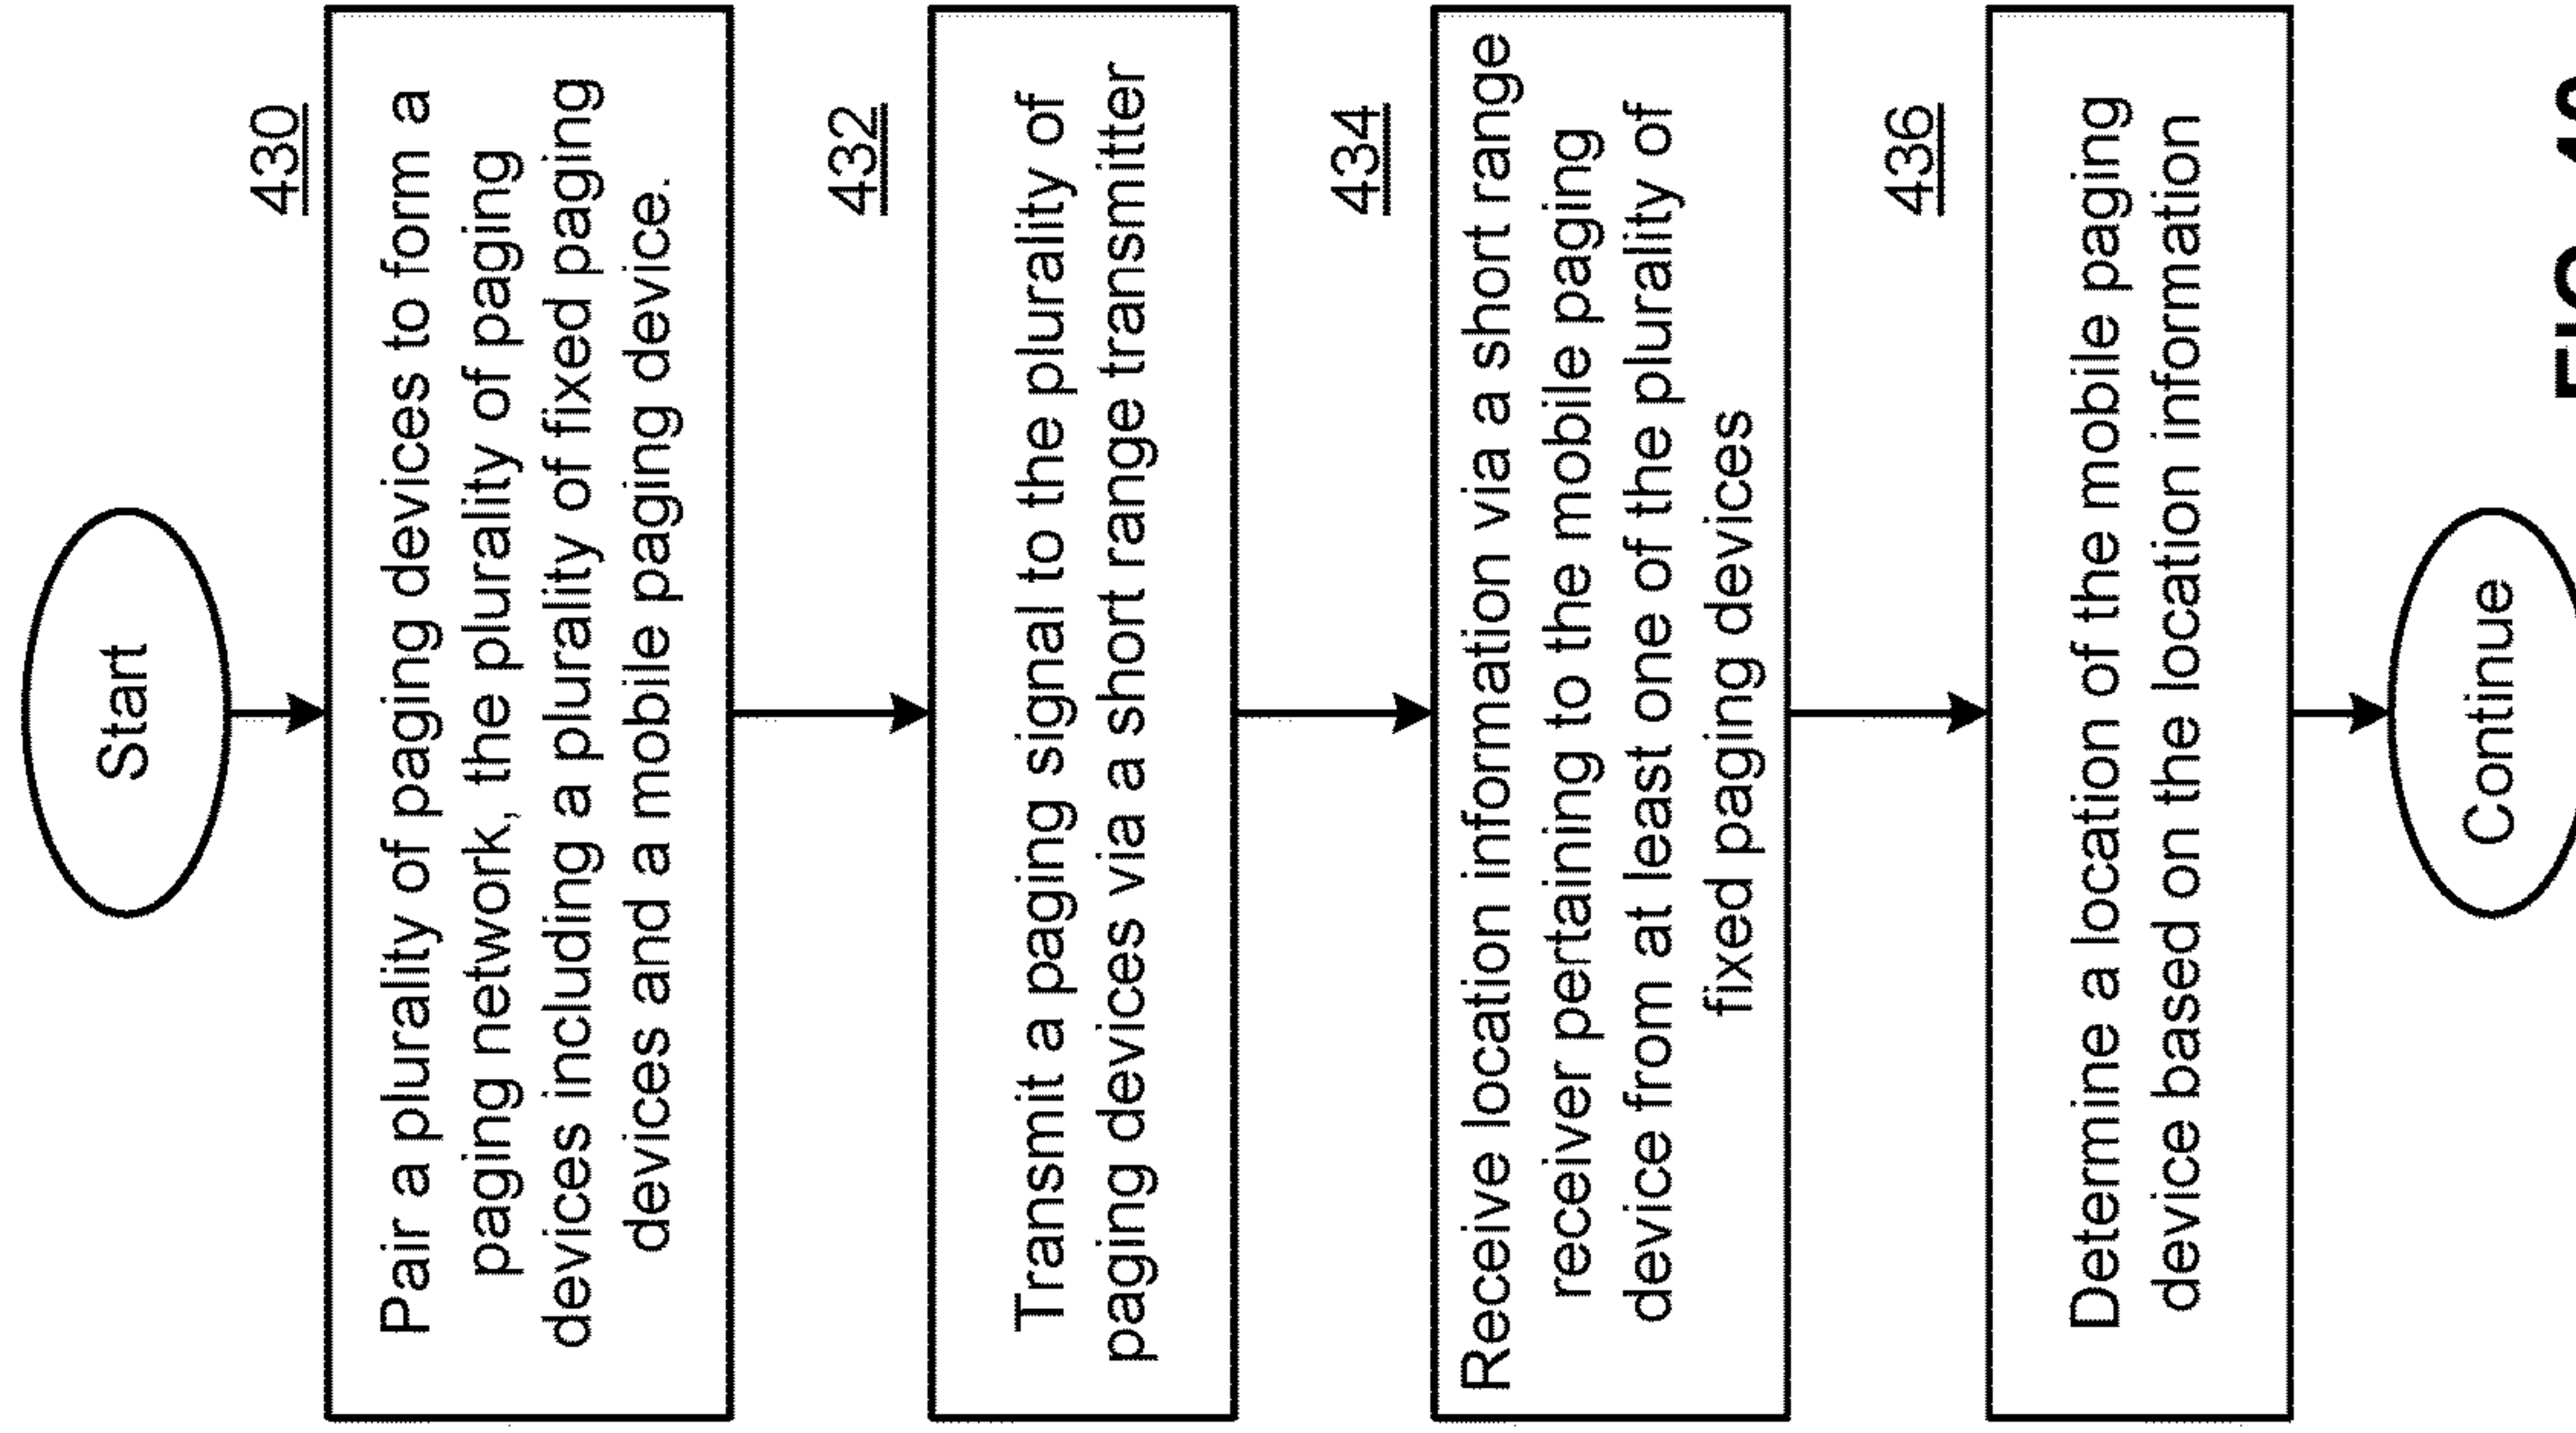 Start
430
Pair a plurality of paging devices to form a
paging network, the plurality of paging
devices including a plurality of fixed paging
devices and a mobile paging device.
432
Transmit a paging signal to the plurality of
paging devices via a short range transmitter
434
Receive location information via a short range
receiver pertaining to the mobile paging
device from at least one of the plurality of
fixed paging devices
436
Determine a location of the mobile paging
device based on the location information
Continue